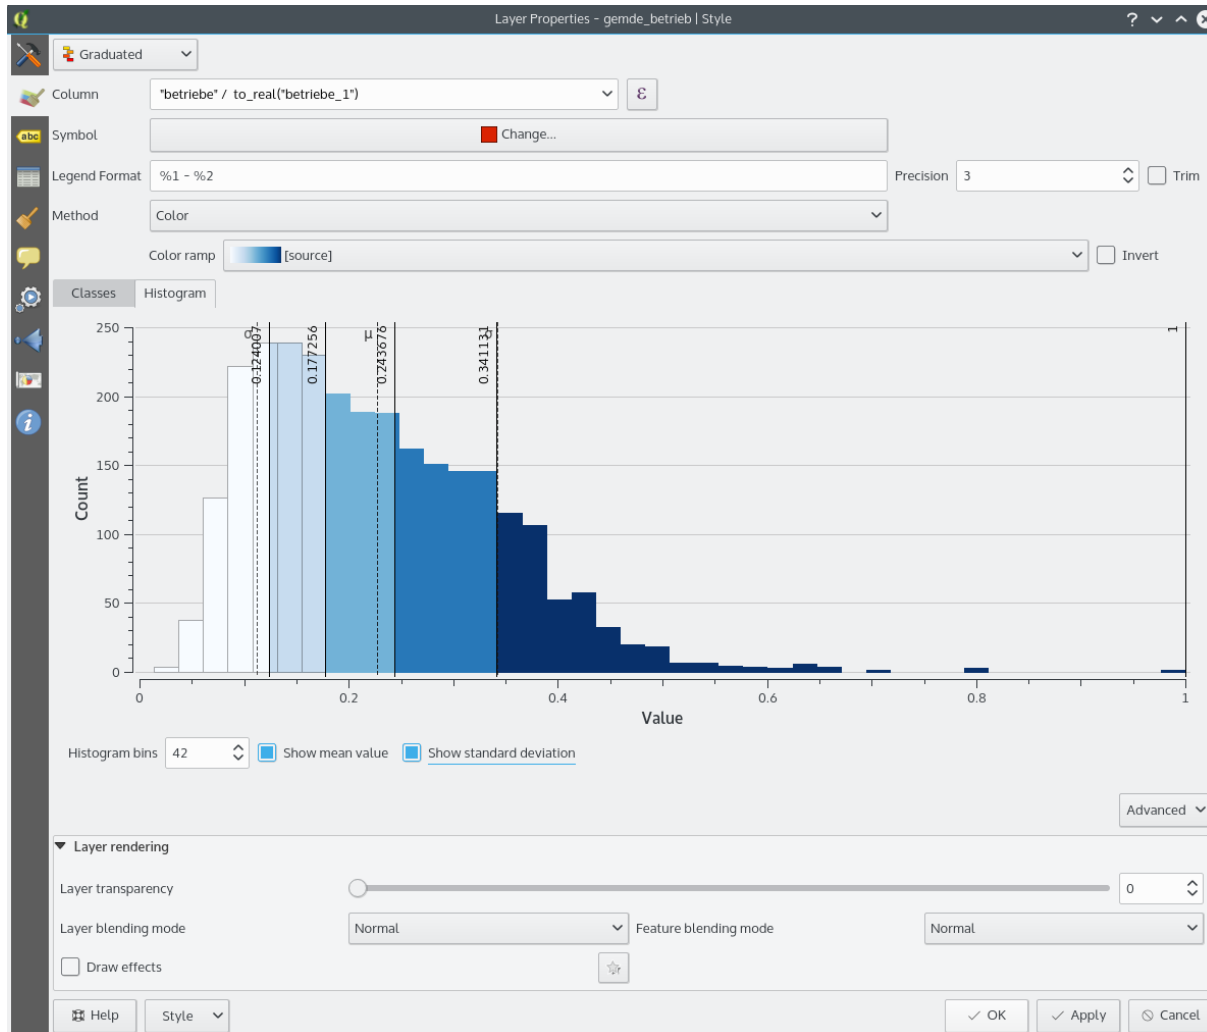 Layer Properties - gemde_betrieb | Style
Graduated
Column "betriebe" / to_real("betriebe_1") ε
abc
Symbol Change...
Legend Format %1 - %2 Precision 3 Trim
Method Color
Color ramp [source] Invert
Classes Histogram
σ 0.124007 0.177256 μ 0.243676 0.341131 σ 1
250
200
150
100
50
0
Count
0 0.2 0.4 0.6 0.8 1
Value
Histogram bins 42 Show mean value Show standard deviation
Advanced
Layer rendering
Layer transparency 0
Layer blending mode Normal Feature blending mode Normal
Draw effects
Help Style OK Apply Cancel